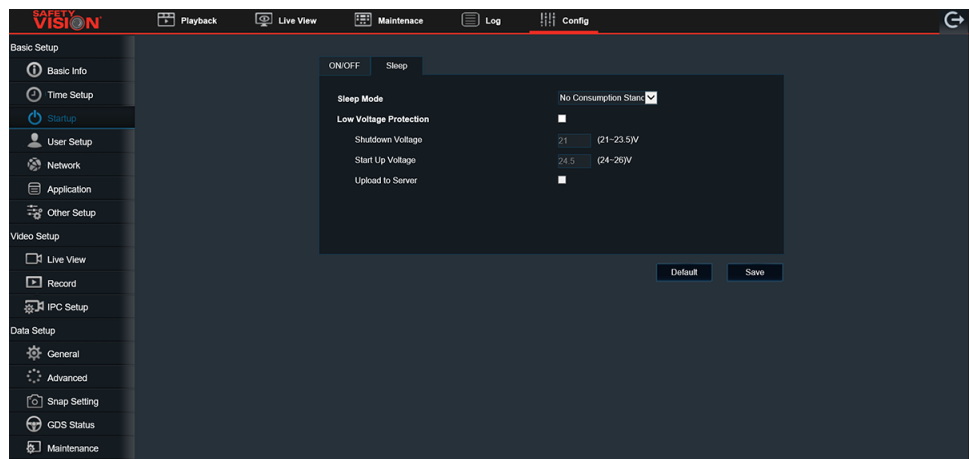 SAFETY
VISION
Playback
Live View
Maintenace
Log
Config
Basic Setup
Basic Info
Time Setup
Startup
User Setup
Network
Application
Other Setup
Video Setup
Live View
Record
IPC Setup
Data Setup
General
Advanced
Snap Setting
GDS Status
Maintenance
ON/OFF Sleep
Sleep Mode No Consumption Stanc
Low Voltage Protection
Shutdown Voltage 21 (21~23.5)V
Start Up Voltage 24.5 (24~26)V
Upload to Server
Default Save